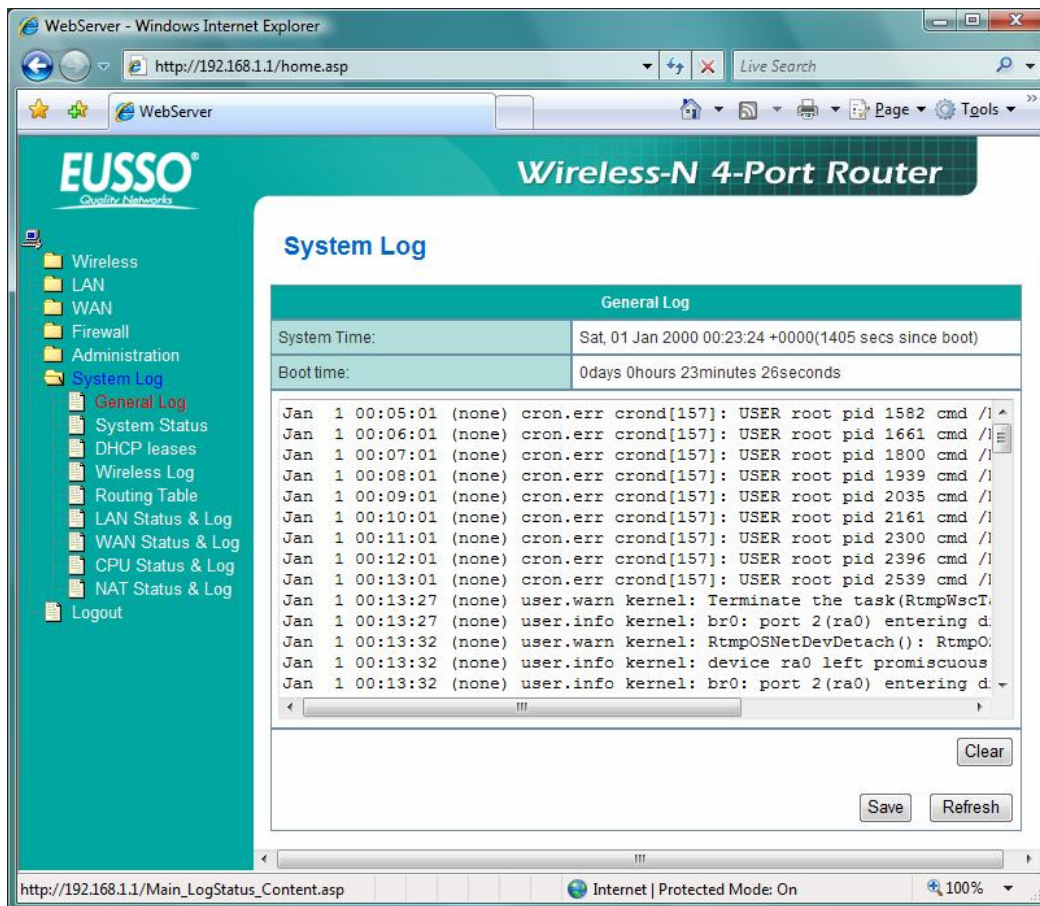 WebServer - Windows Internet Explorer
http://192.168.1.1/home.asp
Live Search
WebServer
Page
Tools
EUSSO®
Quality Networks
Wireless-N 4-Port Router
Wireless
LAN
WAN
Firewall
Administration
System Log
General Log
System Status
DHCP leases
Wireless Log
Routing Table
LAN Status & Log
WAN Status & Log
CPU Status & Log
NAT Status & Log
Logout
System Log
General Log
System Time: Sat, 01 Jan 2000 00:23:24 +0000(1405 secs since boot)
Boot time: 0days 0hours 23minutes 26seconds
Jan 1 00:05:01 (none) cron.err crond[157]: USER root pid 1582 cmd
Jan 1 00:06:01 (none) cron.err crond[157]: USER root pid 1661 cmd
Jan 1 00:07:01 (none) cron.err crond[157]: USER root pid 1800 cmd
Jan 1 00:08:01 (none) cron.err crond[157]: USER root pid 1939 cmd
Jan 1 00:09:01 (none) cron.err crond[157]: USER root pid 2035 cmd
Jan 1 00:10:01 (none) cron.err crond[157]: USER root pid 2161 cmd
Jan 1 00:11:01 (none) cron.err crond[157]: USER root pid 2300 cmd
Jan 1 00:12:01 (none) cron.err crond[157]: USER root pid 2396 cmd
Jan 1 00:13:01 (none) cron.err crond[157]: USER root pid 2539 cmd
Jan 1 00:13:27 (none) user.warn kernel: Terminate the
Jan 1 00:13:27 (none) user.info kernel: br0: port 2(ra0) entering
Jan 1 00:13:32 (none) user.warn kernel: RtmpOSNetDevDetach():
Jan 1 00:13:32 (none) user.info kernel: device ra0 left promiscuous
Jan 1 00:13:32 (none) user.info kernel: br0: port 2(ra0) entering
Clear
Save
Refresh
http://192.168.1.1/Main_LogStatus_Content.asp
Internet | Protected Mode: On
100%